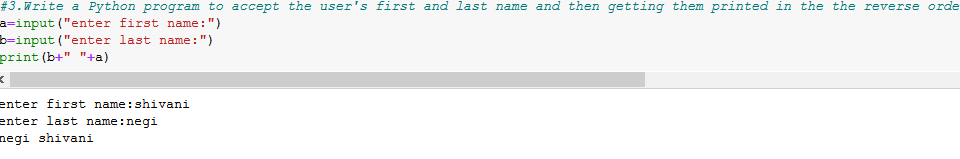 #3.Write a Python program to accept the user's first and last name and then getting them printed in the the reverse orde
a=input("enter first name:")
b=input("enter last name:")
print(b+" "+a)
enter first name:shivani
enter last name:negi
negi shivani